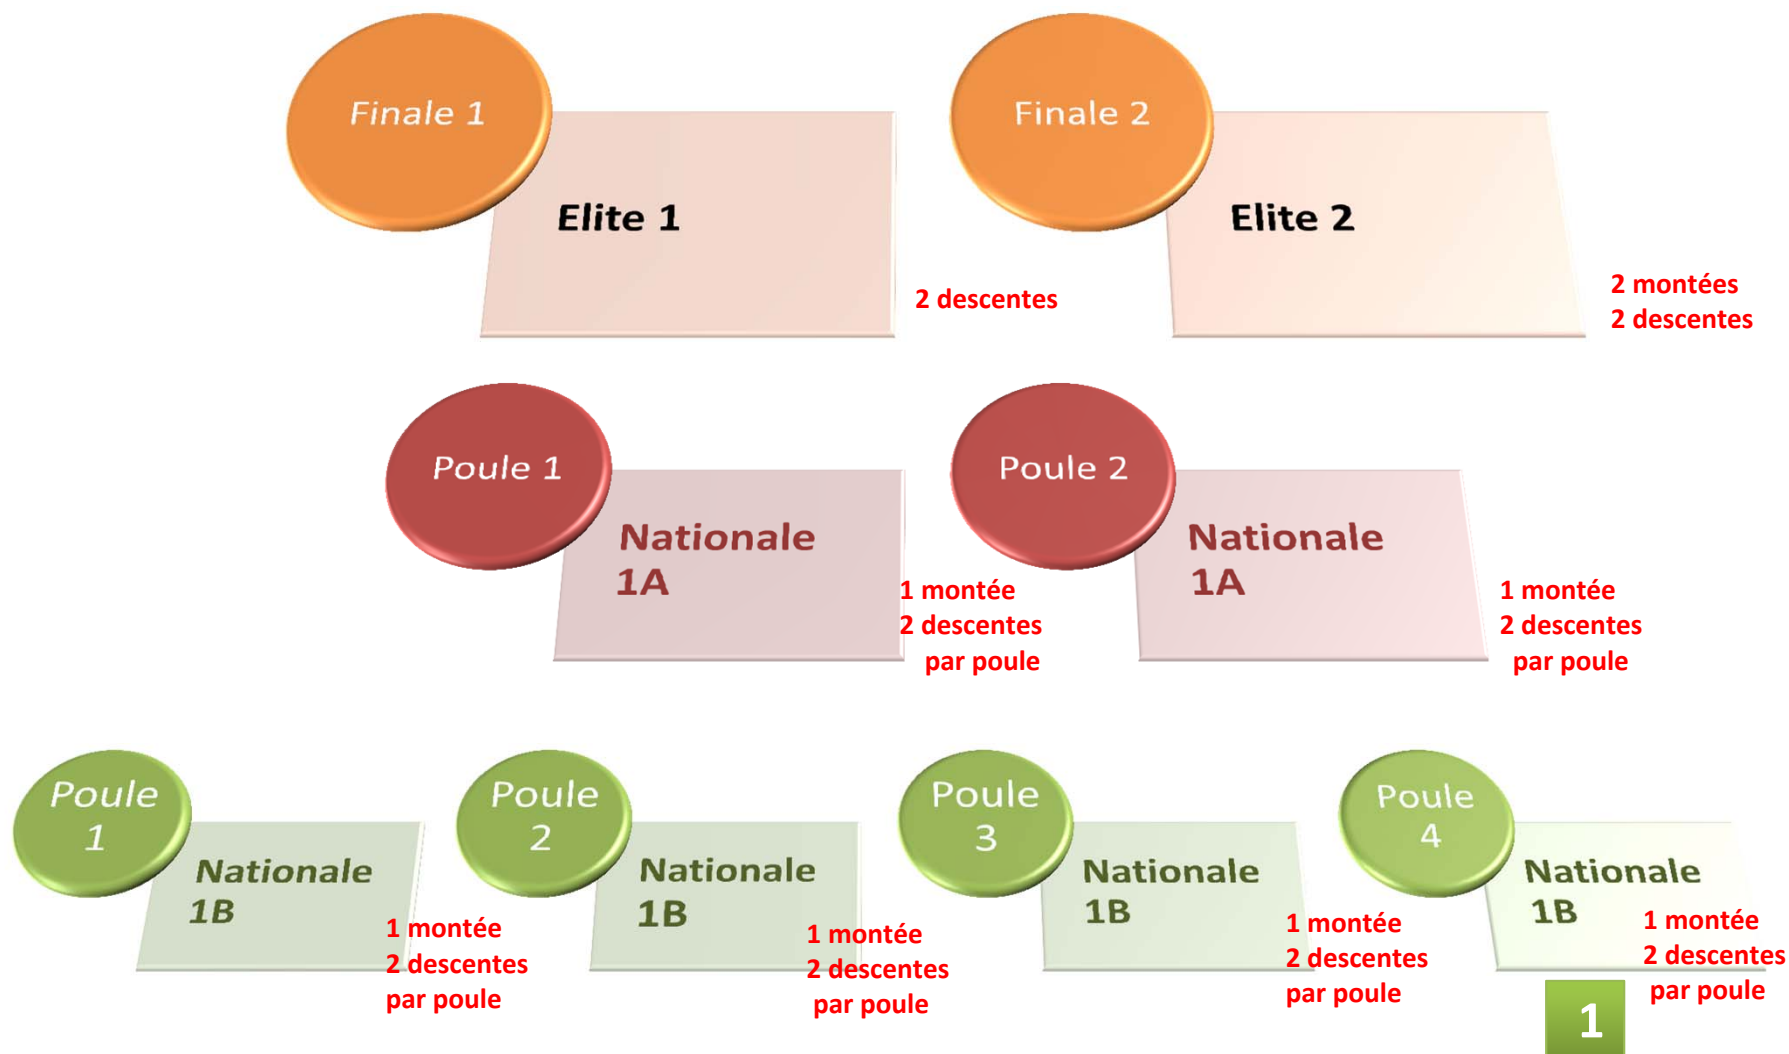 Finale 1
Elite 1
2 descentes
Finale 2
Elite 2
2 montées
2 descentes
Poule 1
Nationale
1A
1 montée
2 descentes
par poule
Poule 2
Nationale
1A
1 montée
2 descentes
par poule
Poule
1
Nationale
1B
1 montée
2 descentes
par poule
Poule
2
Nationale
1B
1 montée
2 descentes
par poule
Poule
3
Nationale
1B
1 montée
2 descentes
par poule
Poule
4
Nationale
1B
1 montée
2 descentes
par poule
1